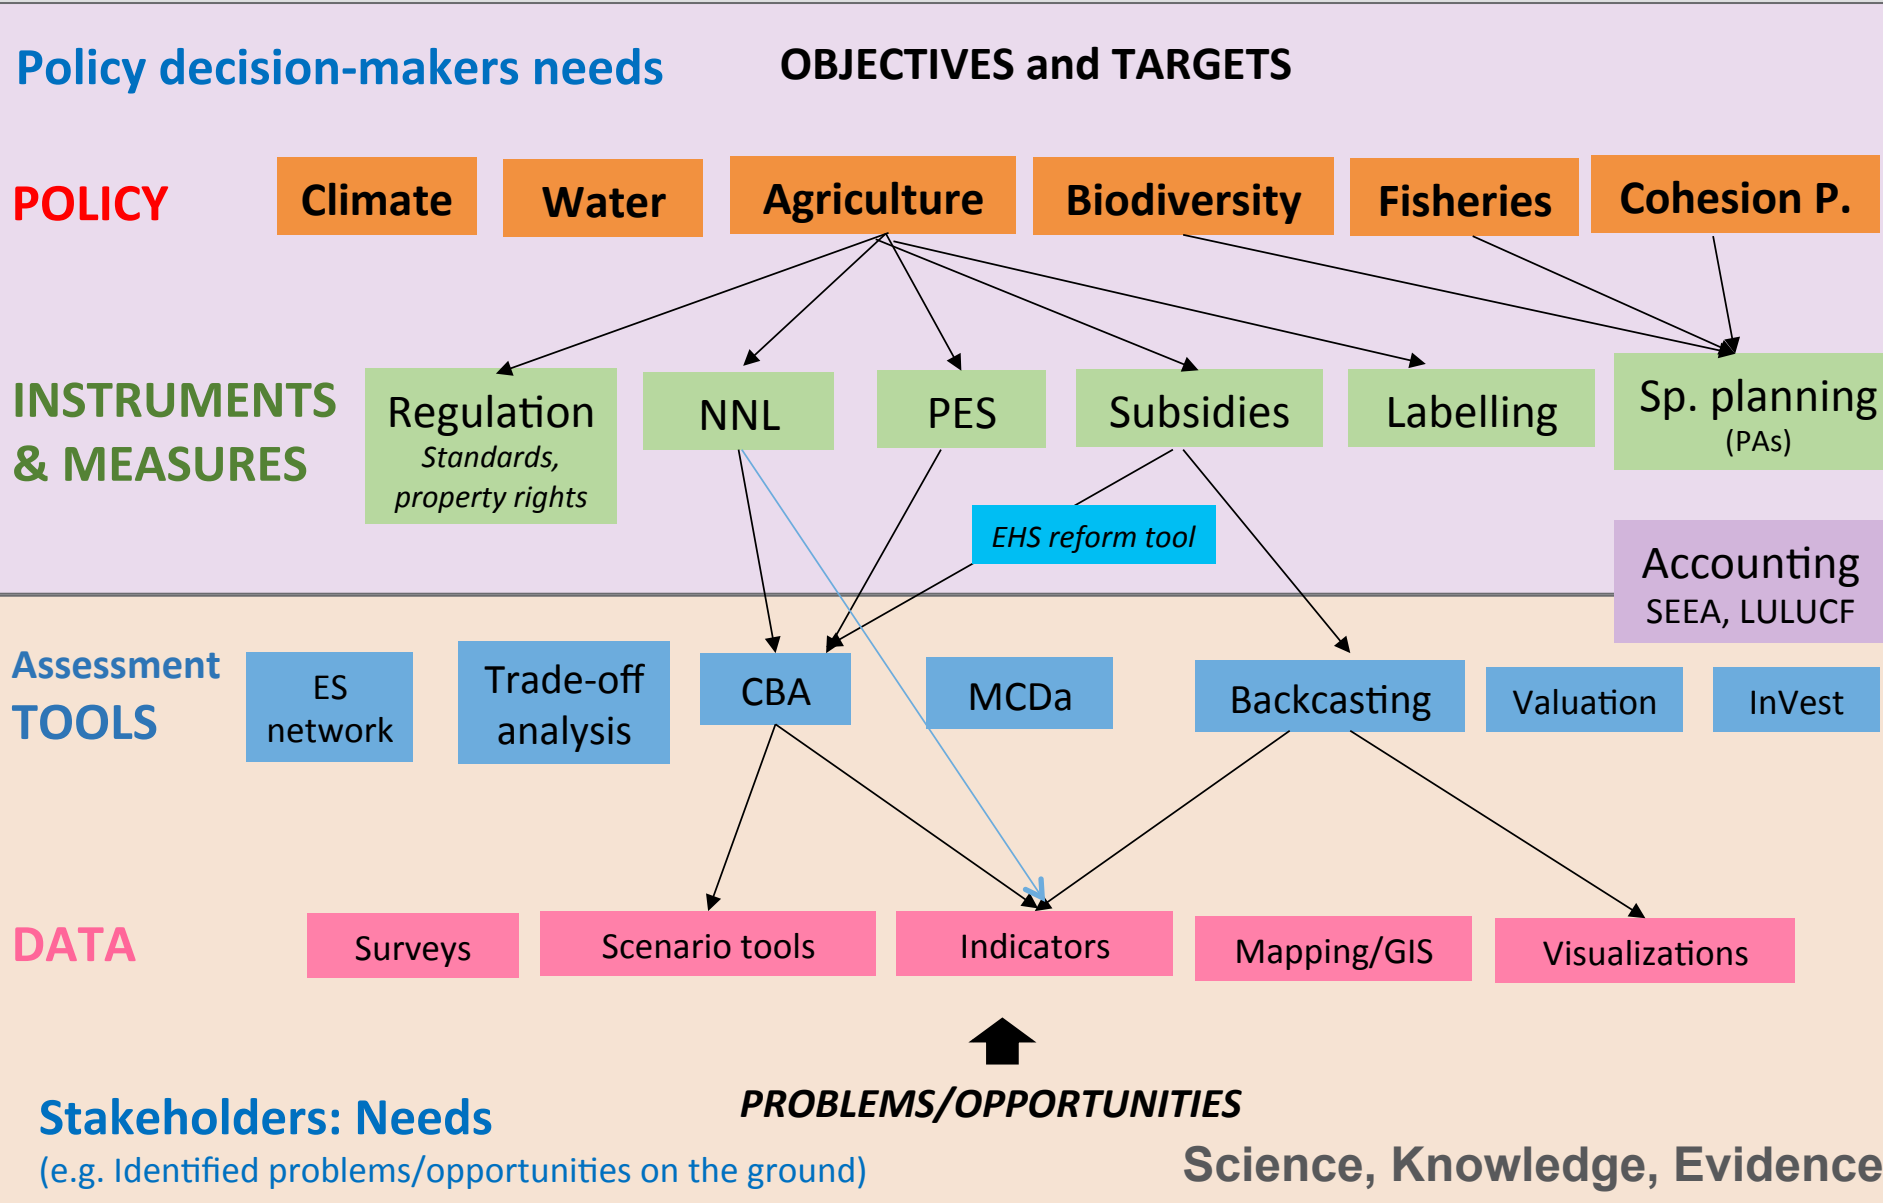 Policy decision-makers needs
OBJECTIVES and TARGETS
POLICY
Climate
Water
Agriculture
Biodiversity
Fisheries
Cohesion P.
INSTRUMENTS
& MEASURES
Regulation
Standards,
property rights
NNL
PES
Subsidies
Labelling
Sp. planning
(PAs)
EHS reform tool
Accounting
SEEA, LULUCF
Assessment
TOOLS
ES
network
Trade-off
analysis
CBA
MCDa
Backcasting
Valuation
InVest
DATA
Surveys
Scenario tools
Indicators
Mapping/GIS
Visualizations
PROBLEMS/OPPORTUNITIES
Stakeholders: Needs
(e.g. Identified problems/opportunities on the ground)
Science, Knowledge, Evidence